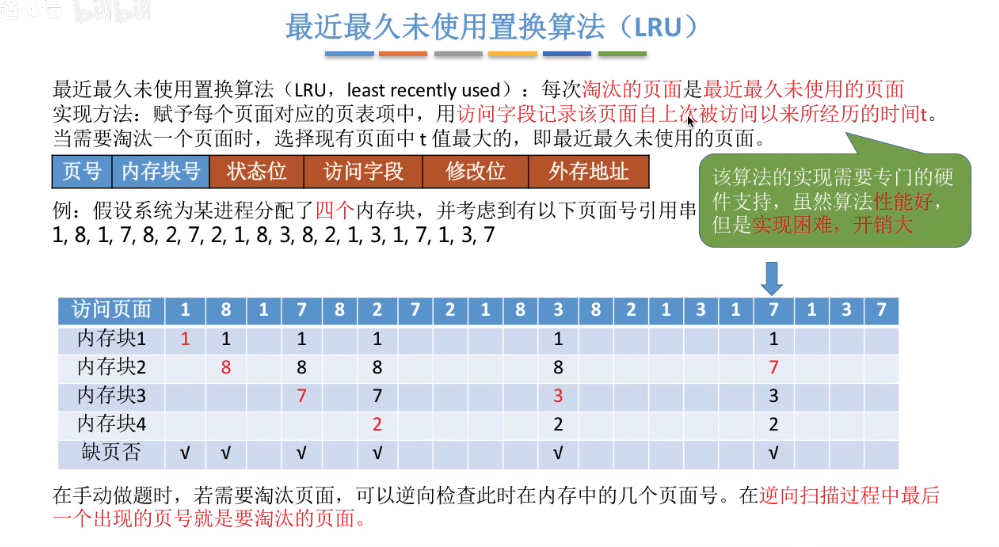 最近最久未使用置换算法（LRU）
最近最久未使用置换算法（LRU，least recently used）：每次淘汰的页面是最近最久未使用的页面
实现方法：赋予每个页面对应的页表项中，用访问字段记录该页面自上次被访问以来所经历的时间t。
当需要淘汰一个页面时，选择现有页面中 t 值最大的，即最近最久未使用的页面。
页号 内存块号 状态位 访问字段 修改位 外存地址
该算法的实现需要专门的硬
件支持，虽然算法性能好，
但是实现困难，开销大
例：假设系统为某进程分配了四个内存块，并考虑到有以下页面号引用串
1, 8, 1, 7, 8, 2, 7, 2, 1, 8, 3, 8, 2, 1, 3, 1, 7, 1, 3, 7
访问页面 1 8 1 7 8 2 7 2 1 8 3 8 2 1 3 1 7 1 3 7
内存块1 1 1 1 1 1 1
内存块2 8 8 8 8 7
内存块3 7 7 3 3
内存块4 2 2 2
缺页否 √ √ √ √ √ √
在手动做题时，若需要淘汰页面，可以逆向检查此时在内存中的几个页面号。在逆向扫描过程中最后
一个出现的页号就是要淘汰的页面。